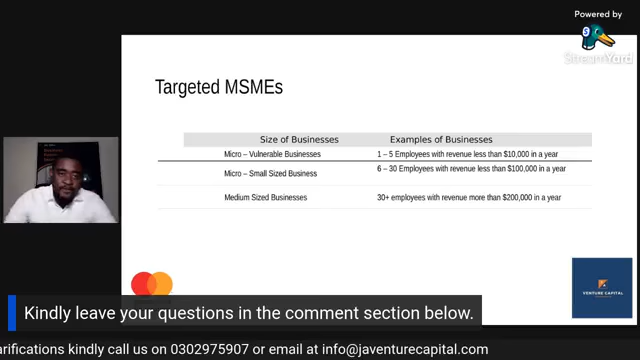 Powered by
StreamYard
Targeted MSMEs
Size of Businesses Examples of Businesses
Micro – Vulnerable Businesses 1 – 5 Employees with revenue less than $10,000 in a year
Micro – Small Sized Business 6 – 30 Employees with revenue less than $100,000 in a year
Medium Sized Businesses 30+ employees with revenue more than $200,000 in a year
VENTURE CAPITAL
Kindly leave your questions in the comment section below.
arifications kindly call us on 0302975907 or email at info@javenturecapital.com